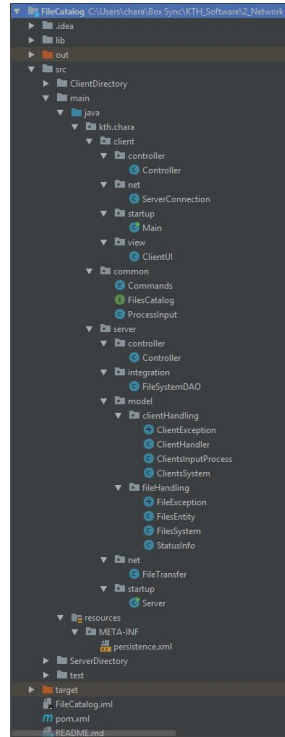 FileCatalog C:\Users\chara\Box Sync\KTH_Software\2_Network
.idea
lib
out
src
ClientDirectory
main
java
kth.chara
client
controller
Controller
net
ServerConnection
startup
Main
view
ClientUI
common
Commands
FilesCatalog
ProcessInput
server
controller
Controller
integration
FileSystemDAO
model
clientHandling
ClientException
ClientHandler
ClientsInputProcess
ClientsSystem
fileHandling
FileException
FilesEntity
FilesSystem
StatusInfo
net
FileTransfer
startup
Server
resources
META-INF
persistence.xml
ServerDirectory
test
target
FileCatalog.iml
pom.xml
README.md